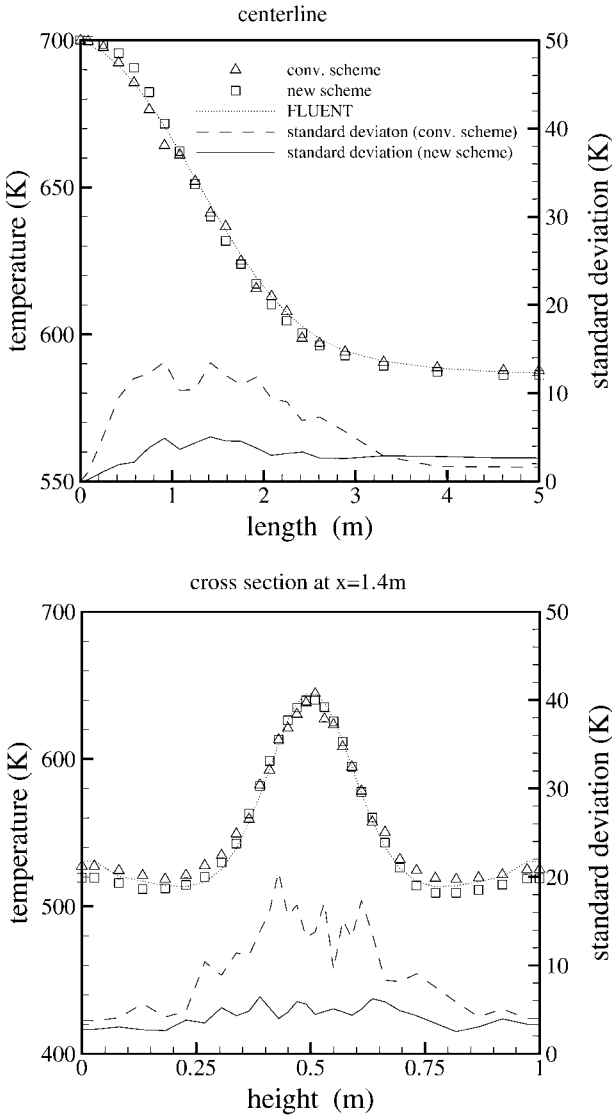 centerline
700
50
conv. scheme
new scheme
FLUENT
standard deviaton (conv. scheme)
standard deviation (new scheme)
40
650
30
temperature (K)
standard deviation (K)
20
600
10
550
0
0
1
2
3
4
5
length (m)
cross section at x=1.4m
700
50
40
600
30
temperature (K)
standard deviation (K)
20
500
10
400
0
0
0.25
0.5
0.75
1
height (m)